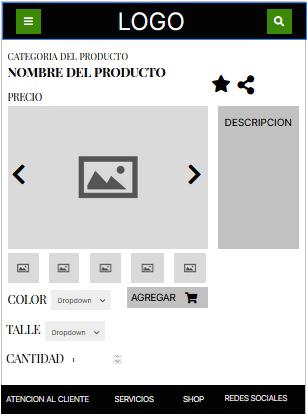 LOGO
CATEGORIA DEL PRODUCTO
NOMBRE DEL PRODUCTO
PRECIO
DESCRIPCION
COLOR Dropdown
AGREGAR
TALLE Dropdown
CANTIDAD 1
ATENCION AL CLIENTE SERVICIOS SHOP REDES SOCIALES